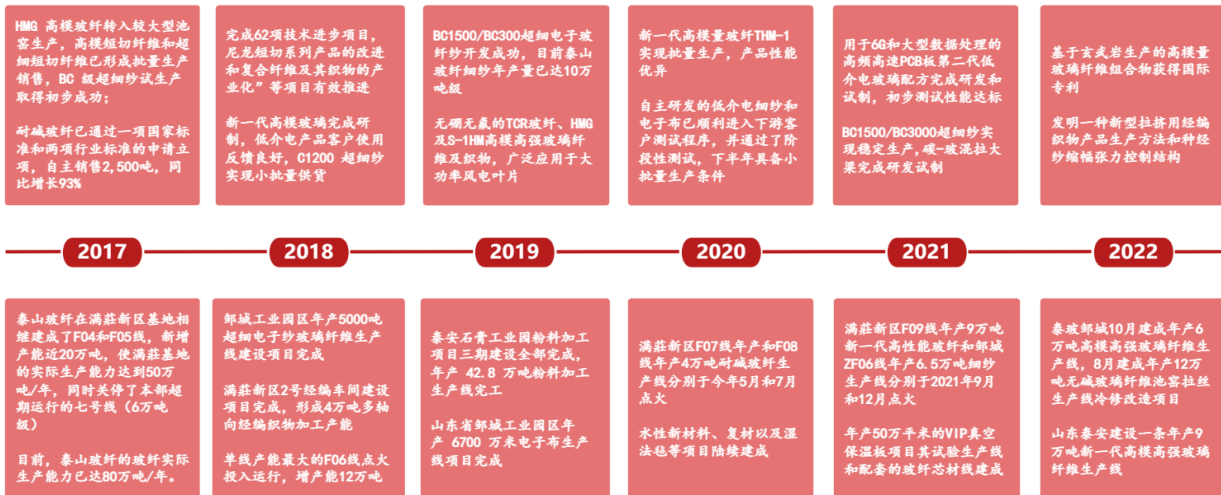 HMG 高模玻纤转入较大型池
窑生产，高模短切纤维和超
细短切纤维已形成批量生产
销售，BC 级超细纱试生产
取得初步成功；
耐碱玻纤已通过一项国家标
准和两项行业标准的申请立
项，自主销售2,500吨，同
比增长93%
完成62项技术进步项目，
尼龙短切系列产品的改进
和复合纤维及其织物的产
业化”等项目有效推进
新一代高模玻璃完成研
制，低介电产品客户使用
反馈良好，C1200 超细纱
实现小批量供货
BC1500/BC300超细电子玻
纤纱开发成功，目前泰山
玻纤细纱年产量已达10万
吨级
无硼无氟的TCR玻纤、HMG
及S-1HM高模高强玻璃纤
维及织物，广泛应用于大
功率风电叶片
新一代高模量玻纤THM-1
实现批量生产，产品性能
优异
自主研发的低介电细纱和
电子布已顺利进入下游客
户测试程序，并通过了阶
段性测试，下半年具备小
批量生产条件
用于6G和大型数据处理的
高频高速PCB板第二代低
介电玻璃配方完成研发和
试制，初步测试性能达标
BC1500/BC3000超细纱实
现稳定生产,碳-玻混拉大
梁完成研发试制
基于玄武岩生产的高模量
玻璃纤维组合物获得国际
专利
发明一种新型拉挤用经编
织物产品生产方法和种经
纱缩幅张力控制结构
2017
2018
2019
2020
2021
2022
泰山玻纤在满莊新区基地相
继建成了F04和F05线，新增
产能近20万吨，使满莊基地
的实际生产能力达到50万
吨/年，同时关停了本部超
期运行的七号线（6万吨
级）
目前，泰山玻纤的玻纤实际
生产能力已达80万吨/年。
邹城工业园区年产5000吨
超细电子纱玻璃纤维生产
线建设项目完成
满莊新区2号经编车间建设
项目完成，形成4万吨多轴
向经编织物加工产能
单线产能最大的F06线点火
投入运行，增产能12万吨
泰安石膏工业园粉料加工
项目三期建设全部完成，
年产 42.8 万吨粉料加工
生产线完工
山东省邹城工业园区年
产 6700 万米电子布生产
线项目完成
满莊新区F07线年产和F08
线年产4万吨耐碱玻纤生
产线分别于今年5月和7月
点火
水性新材料、复材以及湿
法毡等项目陆续建成
满莊新区F09线年产9万吨
新一代高性能玻纤和邹城
ZF06线年产6.5万吨细纱
生产线分别于2021年9月
和12月点火
年产50万平米的VIP真空
保温板项目其试验生产线
和配套的玻纤芯材线建成
泰玻邹城10月建成年产6
万吨高模高强玻璃纤维生
产线，8月建成年产12万
吨无碱玻璃纤维池窑拉丝
生产线冷修改造项目
山东泰安建设一条年产9
万吨新一代高模高强玻璃
纤维生产线